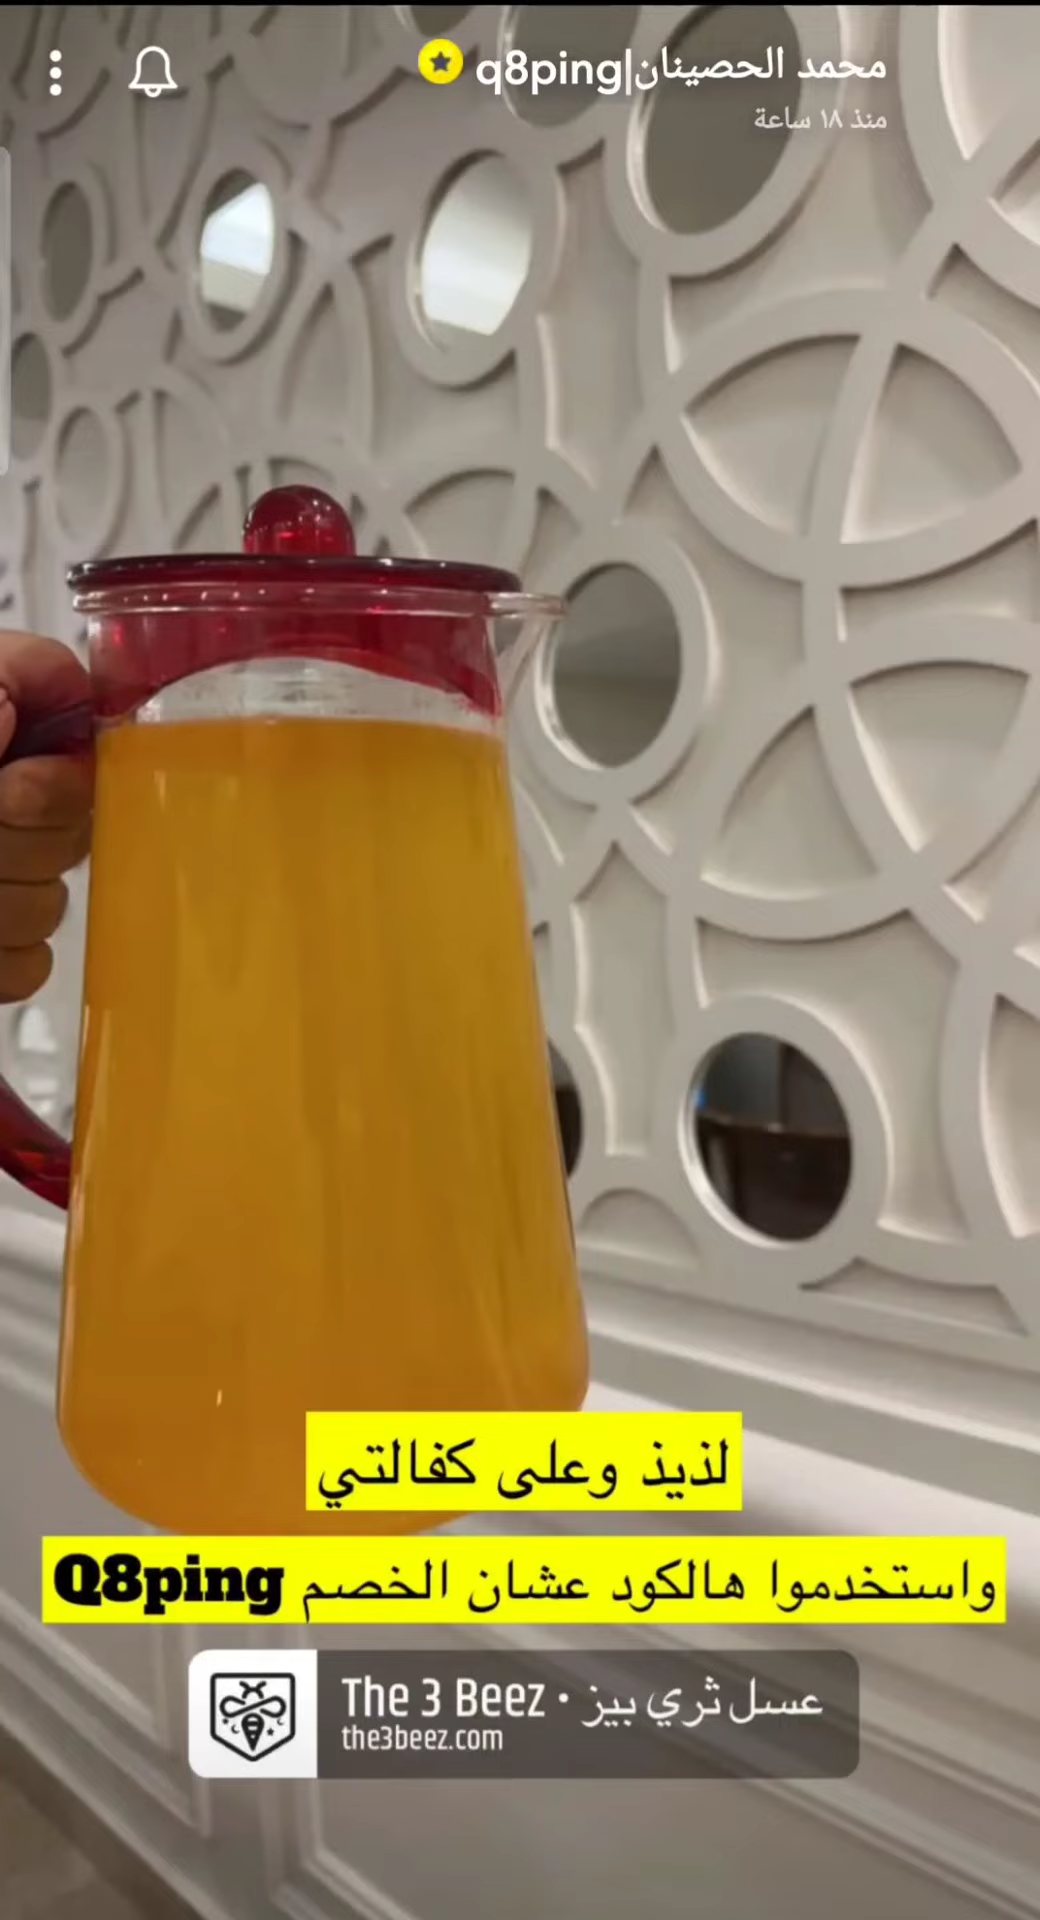 محمد الحصينان|q8ping
منذ ١٨ ساعة
لذيذ وعلى كفالتي
واستخدموا هالكود عشان الخصم Q8ping
The 3 Beez • عسل ثري بيز
the3beez.com